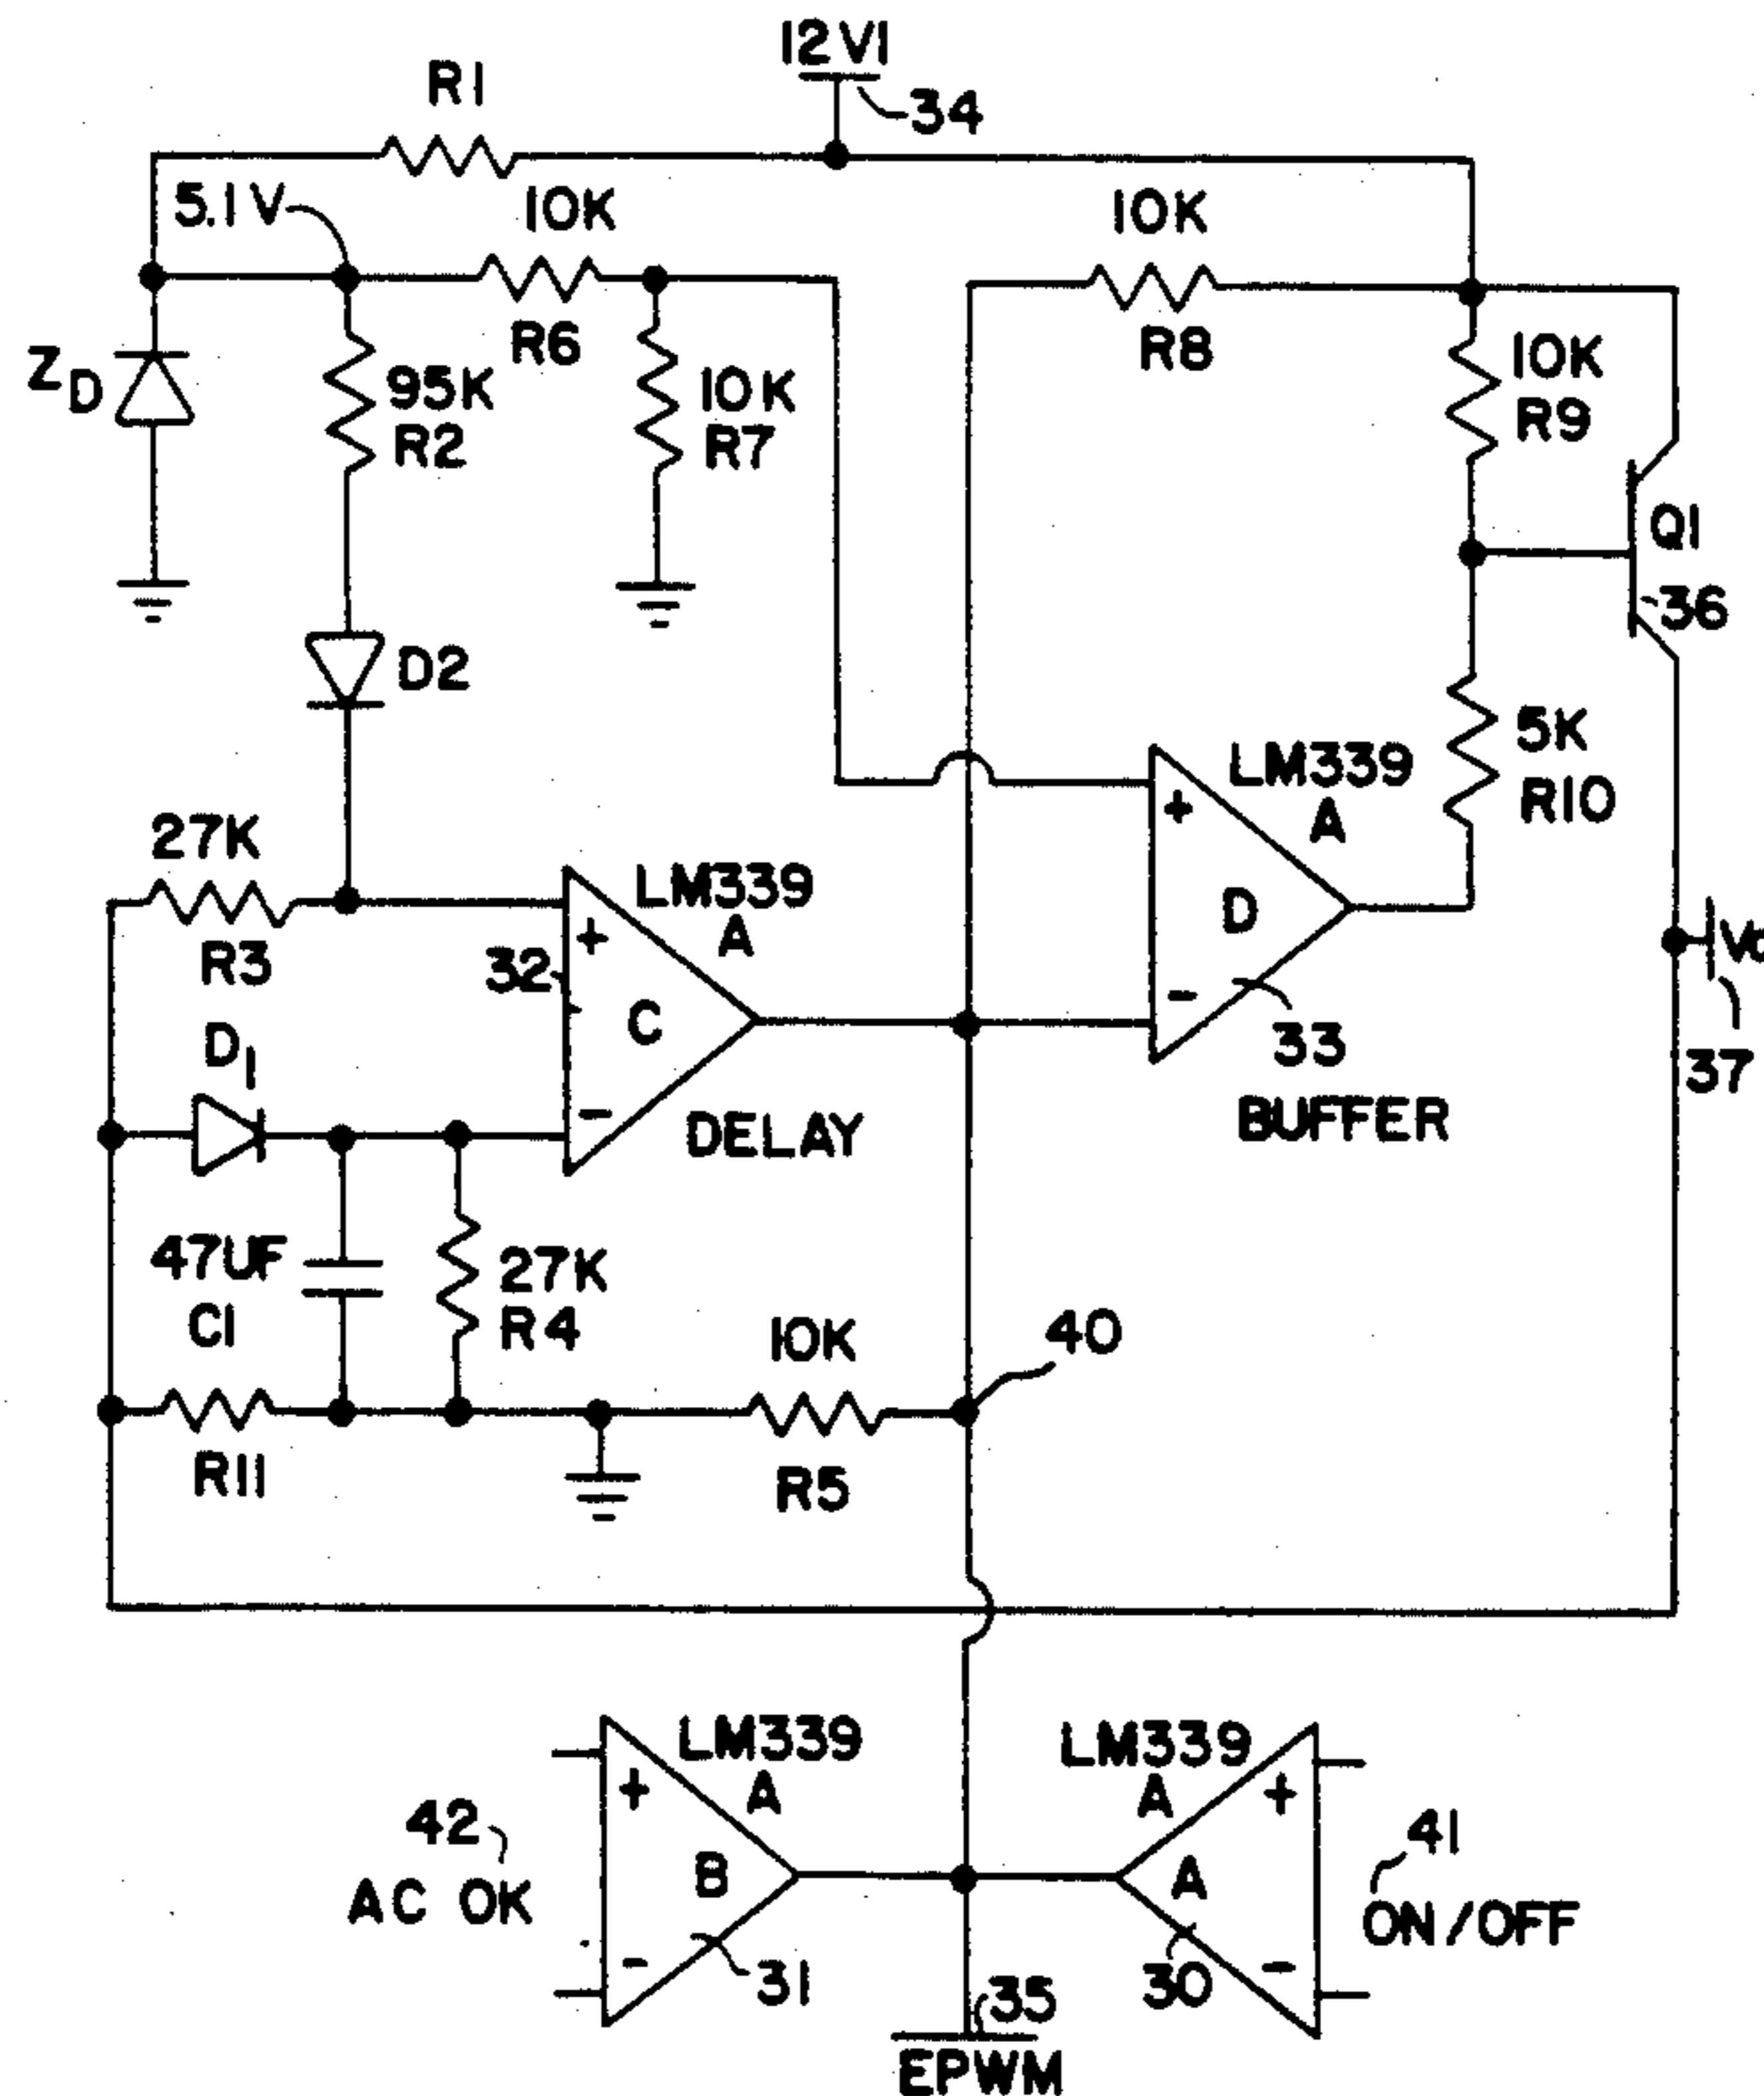 12V1
34
R1
5.1V
10K
R6
10K
R8
ZD
95K
R2
10K
R7
10K
R9
Q1
36
D2
5K
R10
LM339
A
D
+
-
33
BUFFER
27K
R3
LM339
A
32
C
+
-
DELAY
D1
37
47UF
C1
27K
R4
10K
R5
40
R11
LM339
A
B
+
-
31
42
AC OK
LM339
A
A
+
-
30
41
ON/OFF
35
EPWM